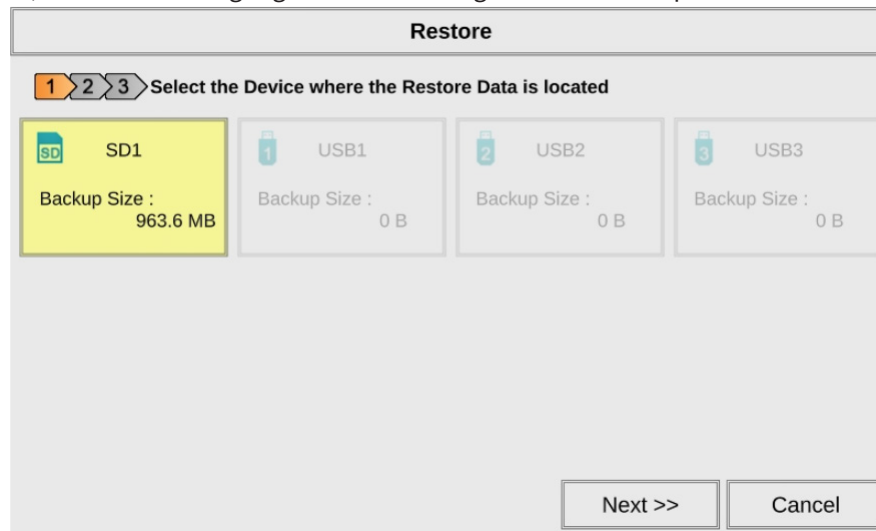 Restore
1 2 3 Select the Device where the Restore Data is located
SD SD1
Backup Size :
963.6 MB
1 USB1
Backup Size :
0 B
2 USB2
Backup Size :
0 B
3 USB3
Backup Size :
0 B
Next >>
Cancel